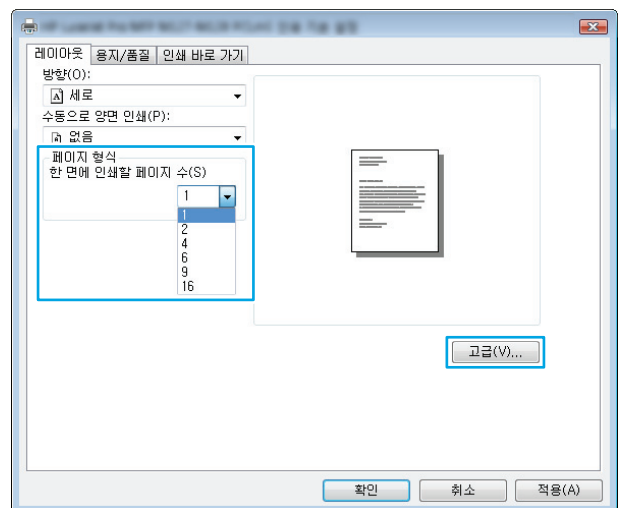 레이아웃 용지/품질 인쇄 바로 가기
방향(O):
세로
수동으로 양면 인쇄(P):
없음
페이지 형식
한 면에 인쇄할 페이지 수(S)
1
1
2
4
6
9
16
고급(V)...
확인 취소 적용(A)